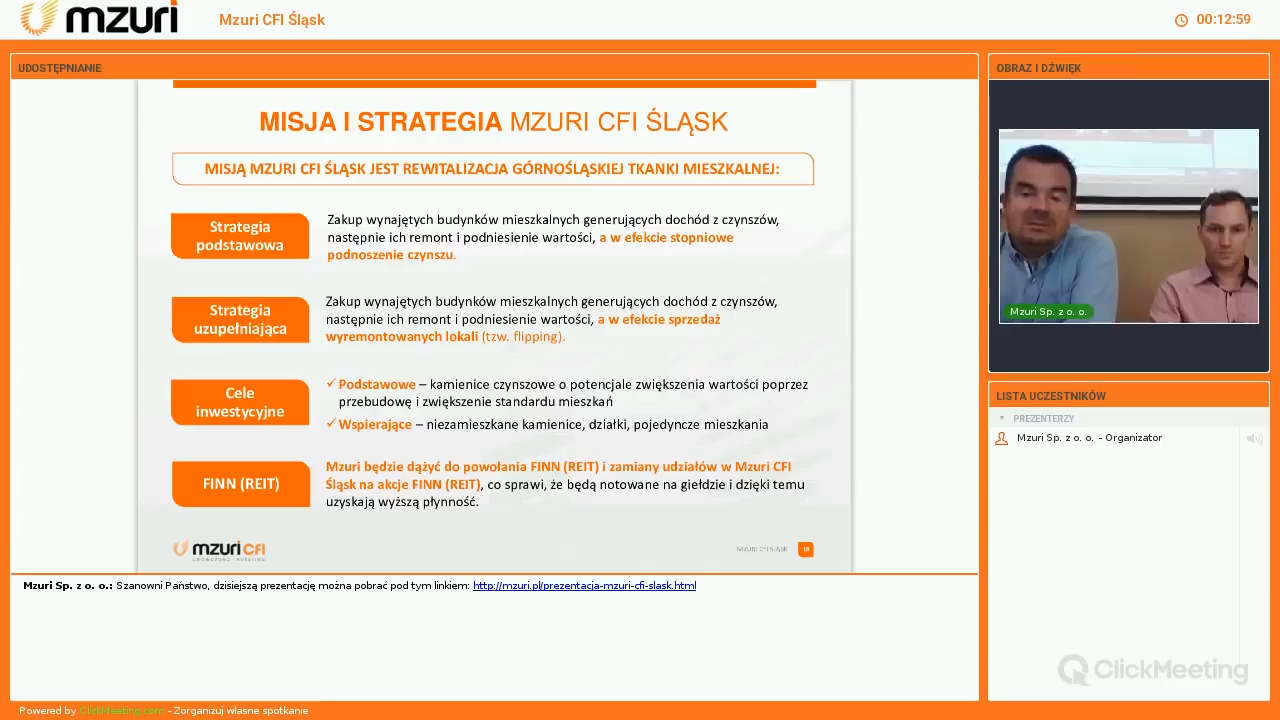 mzuri
Mzuri CFI Śląsk
00:12:59
UDOSTĘPNIANIE
MISJA I STRATEGIA MZURI CFI ŚLĄSK
MISJĄ MZURI CFI ŚLĄSK JEST REWITALIZACJA GÓRNOŚLĄSKIEJ TKANKI MIESZKALNEJ:
Strategia
podstawowa
Zakup wynajętych budynków mieszkalnych generujących dochód z czynszów,
następnie ich remont i podniesienie wartości, a w efekcie stopniowe
podnoszenie czynszu.
Strategia
uzupełniająca
Zakup wynajętych budynków mieszkalnych generujących dochód z czynszów,
następnie ich remont i podniesienie wartości, a w efekcie sprzedaż
wyremontowanych lokali (tzw. flipping).
Cele
inwestycyjne
✓ Podstawowe – kamienice czynszowe o potencjale zwiększenia wartości poprzez
przebudowę i zwiększenie standardu mieszkań
✓ Wspierające – niezamieszkane kamienice, działki, pojedyncze mieszkania
FINN (REIT)
Mzuri będzie dążyć do powołania FINN (REIT) i zamiany udziałów w Mzuri CFI
Śląsk na akcje FINN (REIT), co sprawi, że będą notowane na giełdzie i dzięki temu
uzyskają wyższą płynność.
mzuri CFI
MZURI CFI ŚLĄSK
18
Mzuri Sp. z o. o.: Szanowni Państwo, dzisiejszą prezentację można pobrać pod tym linkiem: http://mzuri.pl/prezentacja-mzuri-cfi-slask.html
Powered by ClickMeeting.com - Zorganizuj własne spotkanie
OBRAZ I DŹWIĘK
Mzuri Sp. z o. o.
LISTA UCZESTNIKÓW
PREZENTERZY
Mzuri Sp. z o. o. - Organizator
ClickMeeting